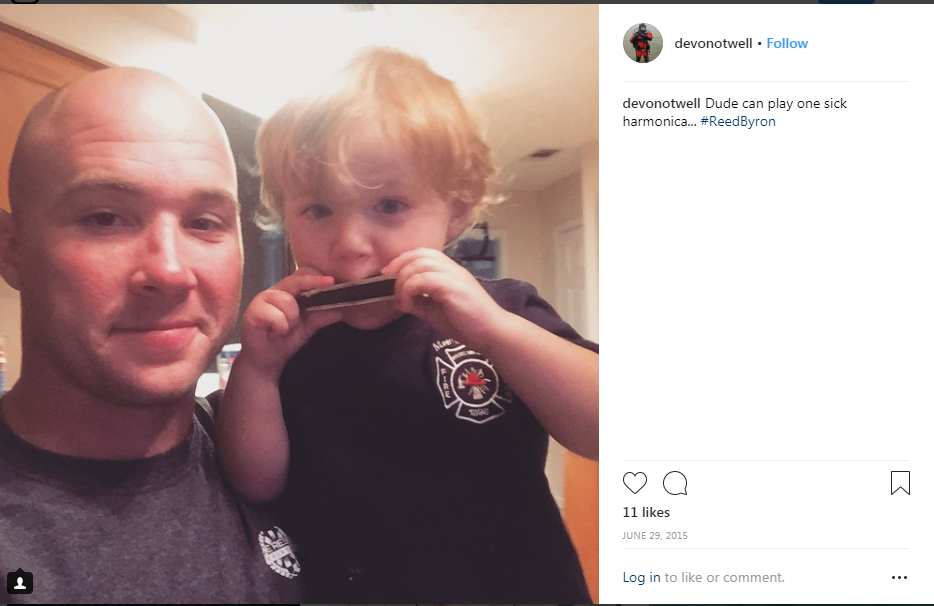 devonotwell • Follow
devonotwell Dude can play one sick
harmonica... #ReedByron
11 likes
JUNE 29, 2015
Log in to like or comment.
FIRE